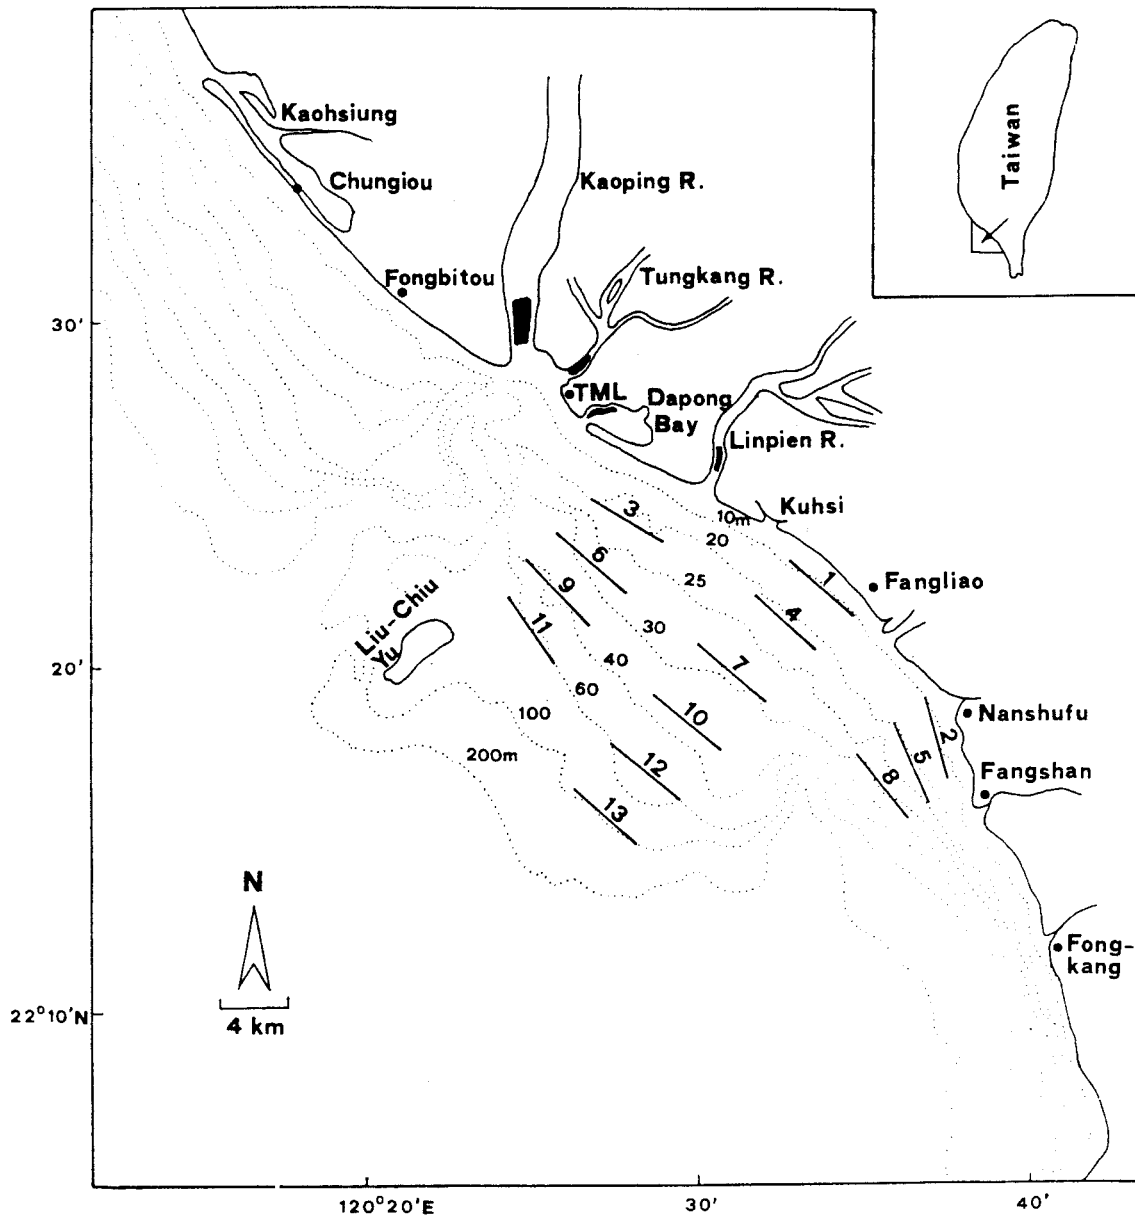 Kaohsiung
Taiwan
Chungiou
Kaoping R.
Fongbitou
Tungkang R.
30'
TML
Dapong
Bay
Linpien R.
Kuhsi
3
10m
20
6
25
1
Fangliao
9
4
Liu-Chiu
Yu
11
30
40
7
20'
60
100
10
Nanshufu
2
200m
5
12
Fangshan
8
13
N
Fong-
kang
22°10'N
4 km
120°20'E
30'
40'